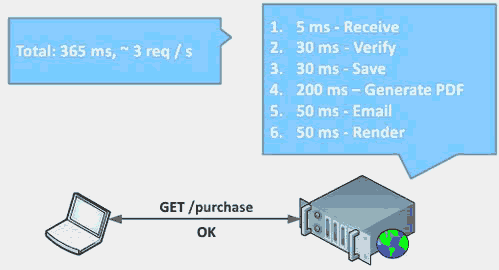 Total: 365 ms, ~ 3 req / s
1. 5 ms - Receive
2. 30 ms - Verify
3. 30 ms - Save
4. 200 ms – Generate PDF
5. 50 ms - Email
6. 50 ms - Render
GET /purchase
OK